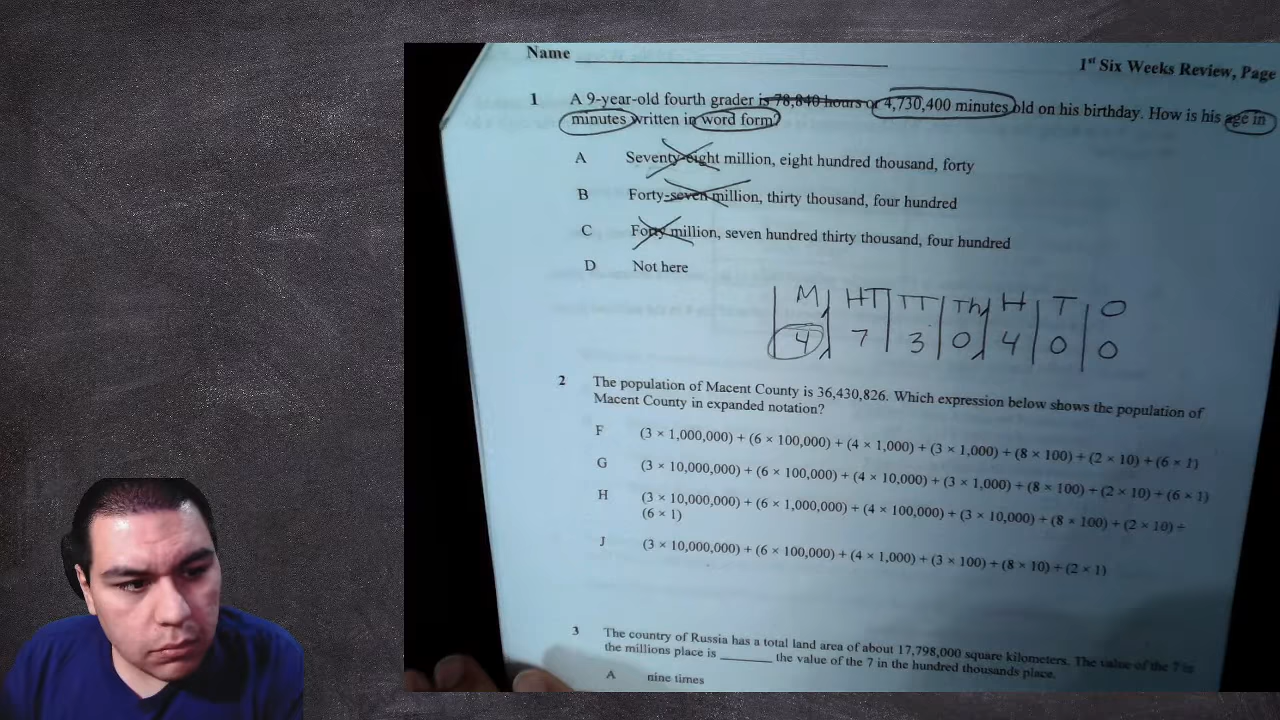 Name
1st Six Weeks Review, Page
1 A 9-year-old fourth grader is 78,840 hours or 4,730,400 minutes old on his birthday. How is his age in
minutes written in word form?
A Seventy-eight million, eight hundred thousand, forty
B Forty-seven million, thirty thousand, four hundred
C Forty million, seven hundred thirty thousand, four hundred
D Not here
M, HT TT Th, H T O
4, 7 3 0, 4 0 0
2 The population of Macent County is 36,430,826. Which expression below shows the population of
Macent County in expanded notation?
F (3 × 1,000,000) + (6 × 100,000) + (4 × 1,000) + (3 × 1,000) + (8 × 100) + (2 × 10) + (6 × 1)
G (3 × 10,000,000) + (6 × 100,000) + (4 × 10,000) + (3 × 1,000) + (8 × 100) + (2 × 10) + (6 × 1)
H (3 × 10,000,000) + (6 × 1,000,000) + (4 × 100,000) + (3 × 10,000) + (8 × 100) + (2 × 10) +
(6 × 1)
J (3 × 10,000,000) + (6 × 100,000) + (4 × 1,000) + (3 × 100) + (8 × 10) + (2 × 1)
3 The country of Russia has a total land area of about 17,798,000 square kilometers. The value of the 7 in
the millions place is ______ the value of the 7 in the hundred thousands place.
A nine times